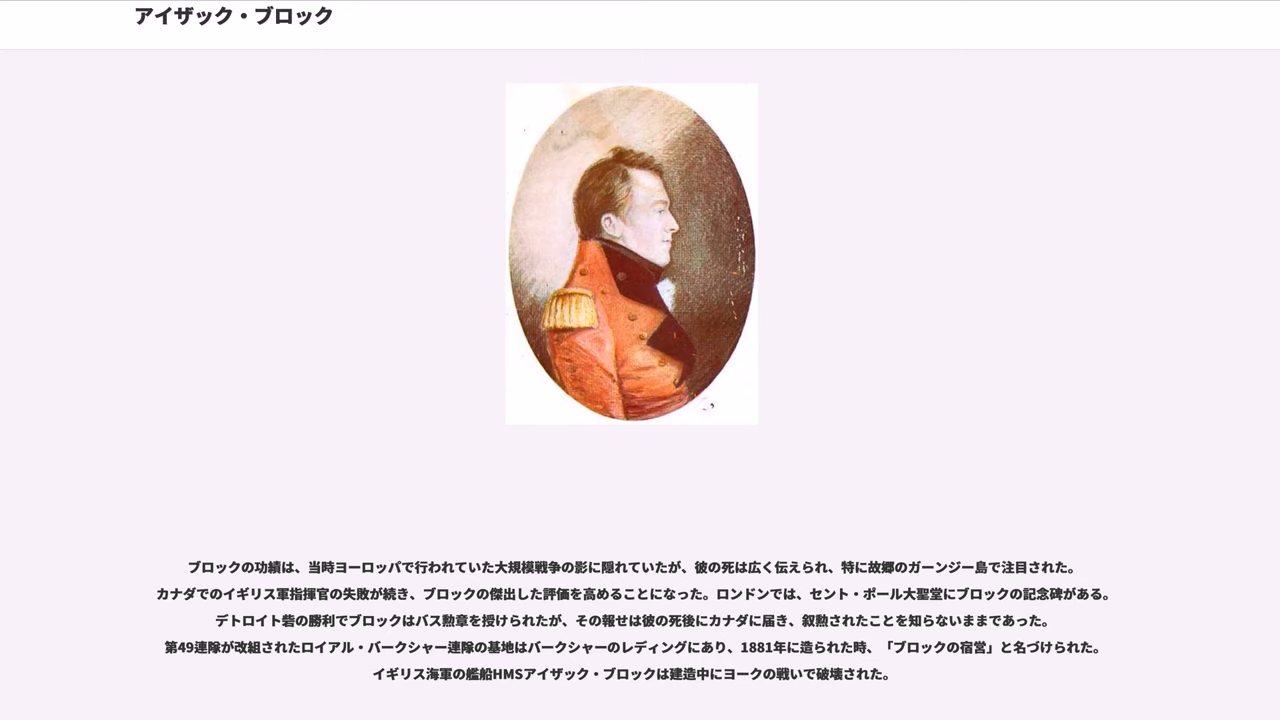 アイザック・ブロック
ブロックの功績は、当時ヨーロッパで行われていた大規模戦争の影に隠れていたが、彼の死は広く伝えられ、特に故郷のガーンジー島で注目された。
カナダでのイギリス軍指揮官の失敗が続き、ブロックの傑出した評価を高めることになった。ロンドンでは、セント・ポール大聖堂にブロックの記念碑がある。
デトロイト砦の勝利でブロックはバス勲章を授けられたが、その報せは彼の死後にカナダに届き、叙勲されたことを知らないままであった。
第49連隊が改組されたロイアル・バークシャー連隊の基地はバークシャーのレディングにあり、1881年に造られた時、「ブロックの宿営」と名づけられた。
イギリス海軍の艦船HMSアイザック・ブロックは建造中にヨークの戦いで破壊された。